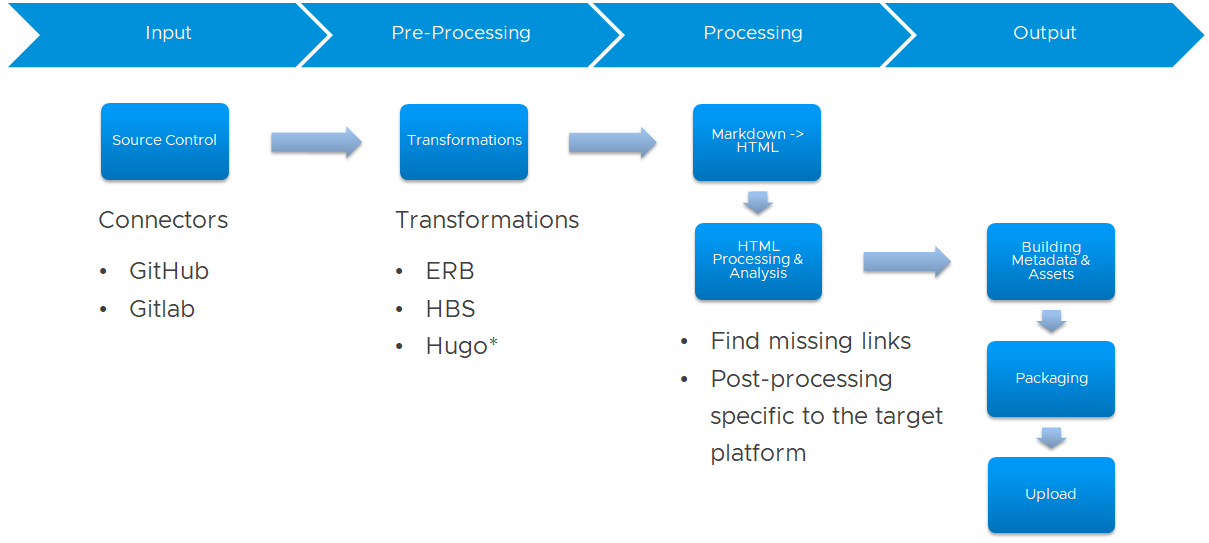 Input
Pre-Processing
Processing
Output
Source Control
Transformations
Markdown ->
HTML
Connectors
• GitHub
• Gitlab
Transformations
• ERB
• HBS
• Hugo*
HTML
Processing &
Analysis
• Find missing links
• Post-processing
specific to the target
platform
Building
Metadata &
Assets
Packaging
Upload